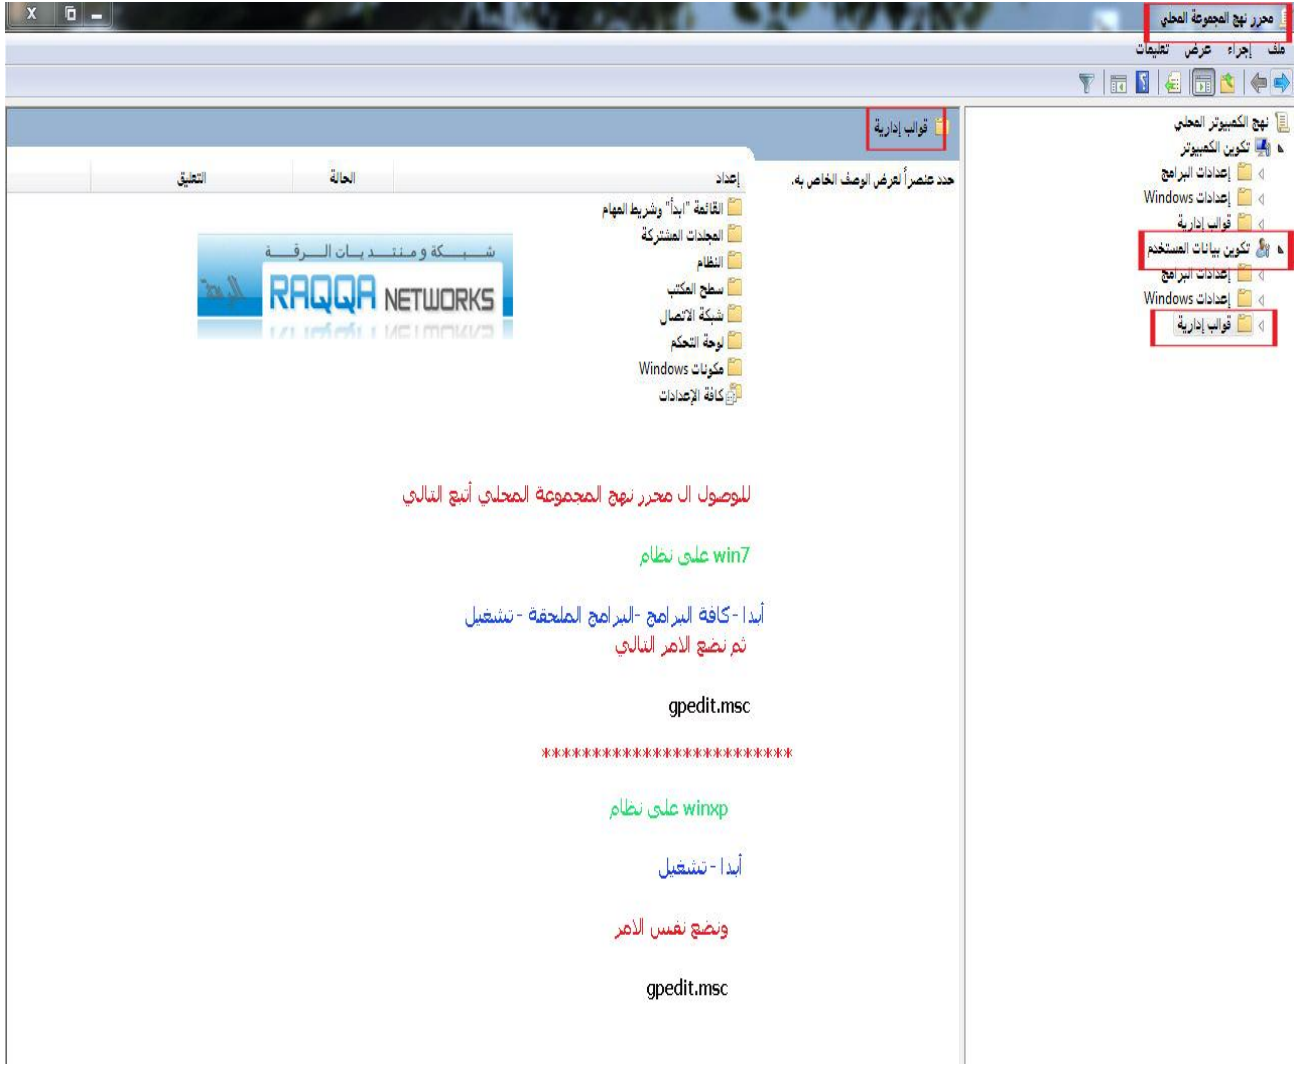 محرر نهج المجموعة المحلي
ملف إجراء عرض تعليمات
نهج الكمبيوتر المحلي
تكوين الكمبيوتر
إعدادات البرامج
إعدادات Windows
قوالب إدارية
تكوين بيانات المستخدم
إعدادات البرامج
إعدادات Windows
قوالب إدارية
قوالب إدارية
حدد عنصراً لعرض الوصف الخاص به.
إعداد الحالة التعليق
القائمة "ابدأ" وشريط المهام
المجلدات المشتركة
النظام
سطح المكتب
شبكة الاتصال
لوحة التحكم
مكونات Windows
كافة الإعدادات
شـبـكة و مـنتـديـات الـرقـة
RAQQA NETWORKS
للوصول ال محرر نهج المجموعة المحلي أتبع التالي
win7 على نظام
أبدا - كافة البرامج -البرامج الملحقة - تشغيل
ثم نضع الامر التالي
gpedit.msc
*************************
winxp على نظام
أبدا - تشغيل
ونضع نفس الامر
gpedit.msc